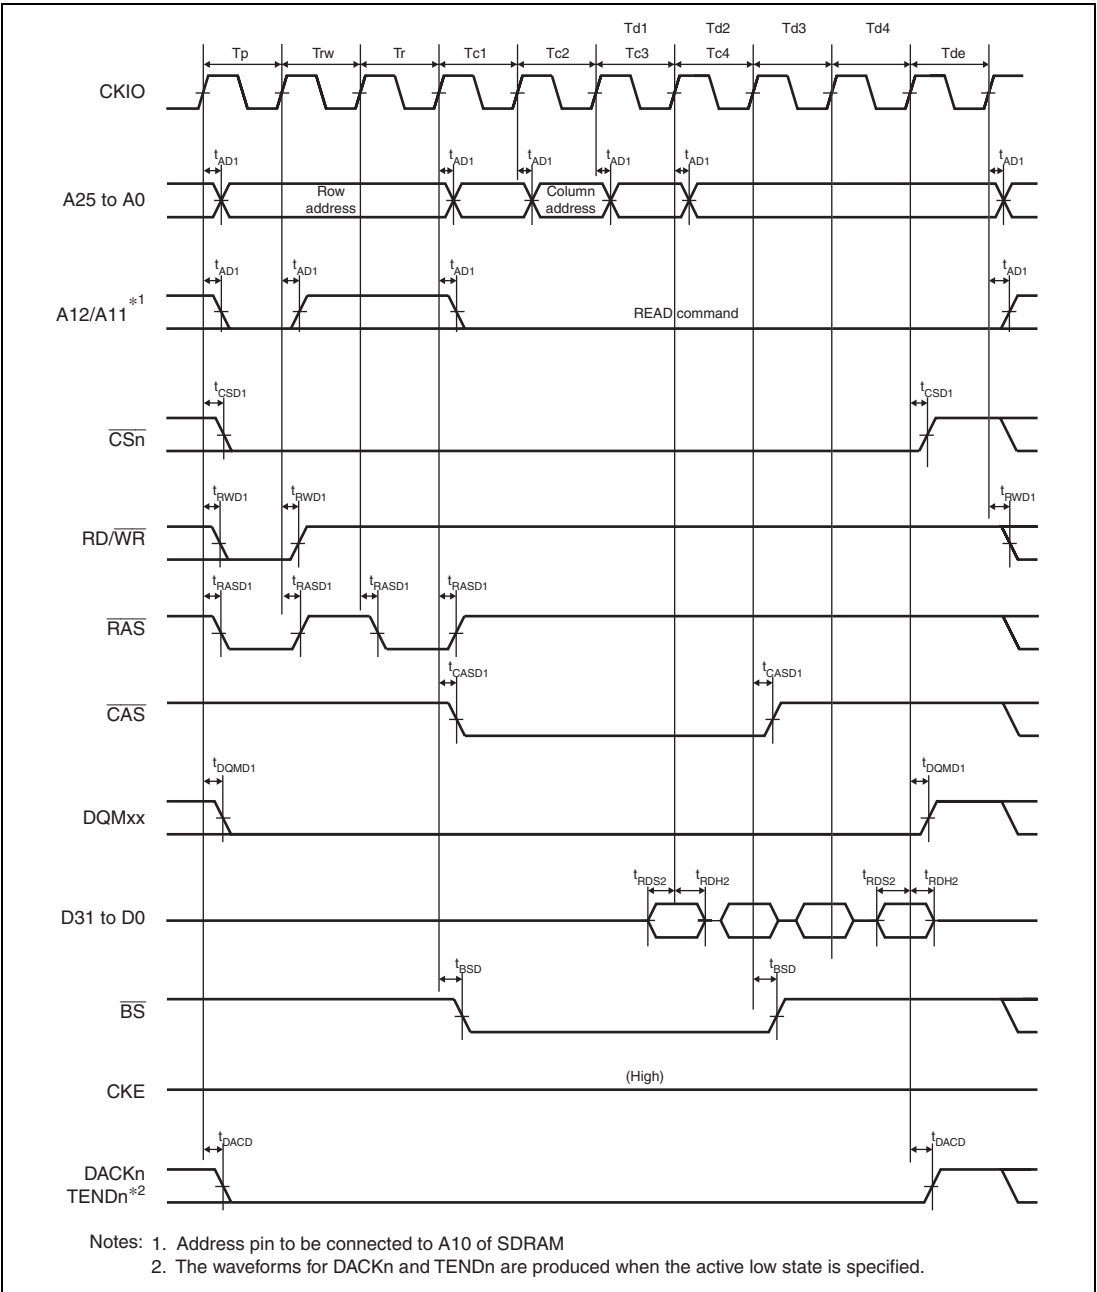 Td1 Td2 Td3 Td4
Tp Trw Tr Tc1 Tc2 Tc3 Tc4 Tde
CKIO
tAD1 tAD1 tAD1 tAD1 tAD1 tAD1
A25 to A0
Row address
Column address
tAD1 tAD1 tAD1 tAD1
A12/A11*1
READ command
tCSD1 tCSD1
CSn
tRWD1 tRWD1 tRWD1
RD/WR
tRASD1 tRASD1 tRASD1 tRASD1
RAS
tCASD1 tCASD1
CAS
tDQMD1 tDQMD1
DQMxx
tRDS2 tRDH2 tRDS2 tRDH2
D31 to D0
tBSD tBSD
BS
(High)
CKE
tDACD tDACD
DACKn
TENDn*2
Notes: 1. Address pin to be connected to A10 of SDRAM
2. The waveforms for DACKn and TENDn are produced when the active low state is specified.